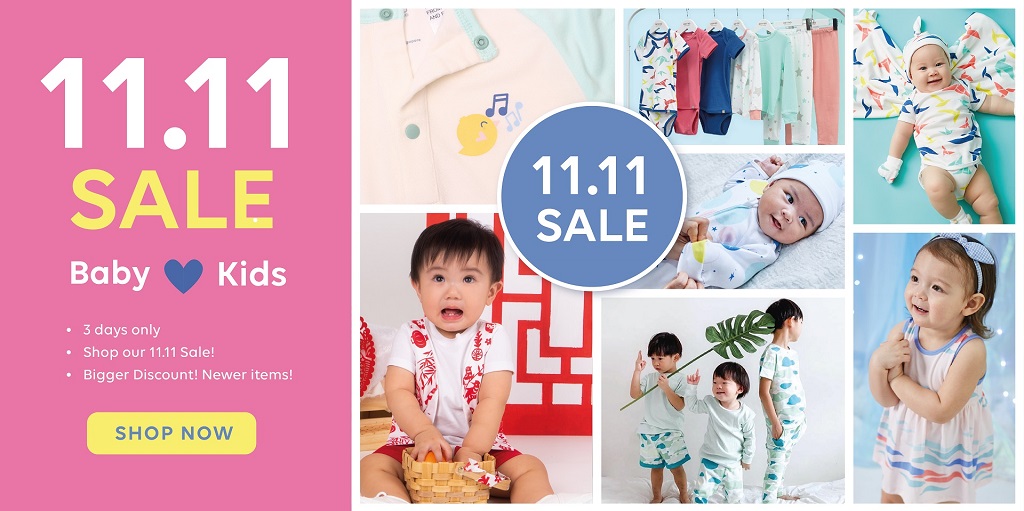 11.11
SALE
Baby Kids
• 3 days only
• Shop our 11.11 Sale!
• Bigger Discount! Newer items!
SHOP NOW
11.11
SALE